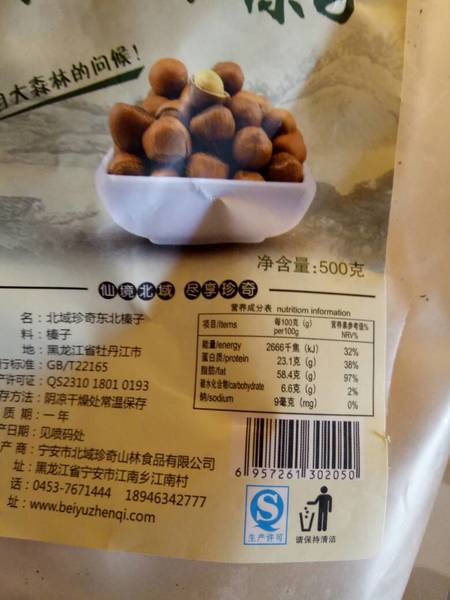 自大森林的问候!
净含量:500克
仙境北域 尽享珍奇
名:北域珍奇东北榛子
料:榛子
地:黑龙江省牡丹江市
行标准:GB/T22165
产许可证:QS2310 1801 0193
存方法:阴凉干燥处常温保存
质期:一年
产日期:见喷码处
产商:宁安市北域珍奇山林食品有限公司
址:黑龙江省宁安市江南乡江南村
话:0453-7671444 18946342777
址:www.beiyuzhenqi.com
营养成分表 nutritiom information
项目/Items 每100克(g) per100g 营养素参考值% NRV%
能量/energy 2666千焦(kJ) 32%
蛋白质/protein 23.1克(g) 38%
脂肪/fat 58.4克(g) 97%
碳水化合物/carbohydrate 6.6克(g) 2%
钠/sodium 9毫克(mg) 0%
6 957261 302050
QS
生产许可
请保持清洁